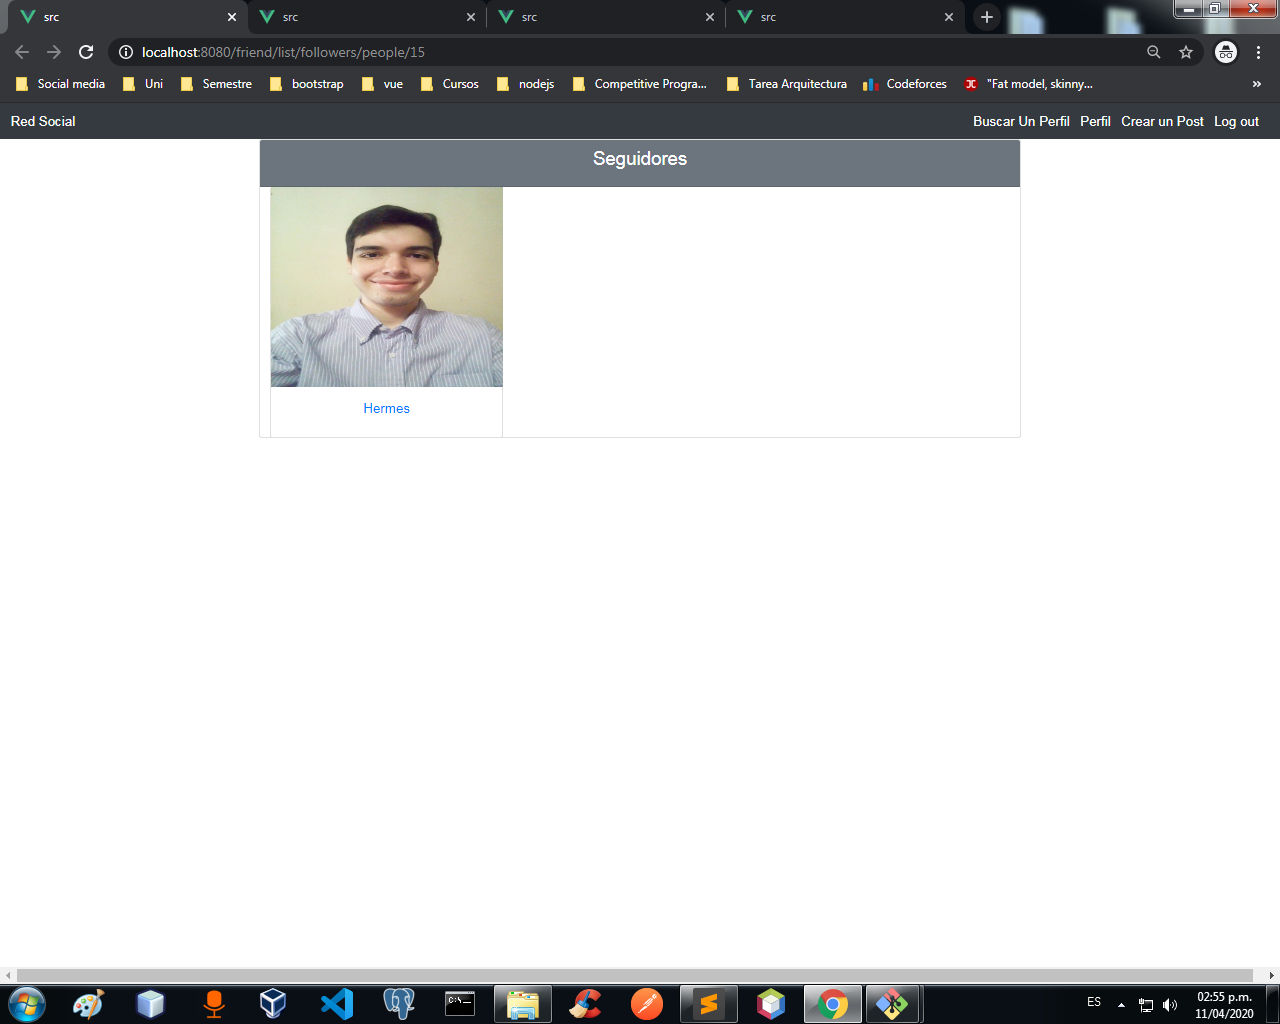 src
src
src
src
localhost:8080/friend/list/followers/people/15
Social media
Uni
Semestre
bootstrap
vue
Cursos
nodejs
Competitive Progra...
Tarea Arquitectura
Codeforces
"Fat model, skinny...
»
Red Social
Buscar Un Perfil
Perfil
Crear un Post
Log out
Seguidores
Hermes
C:\_
ES
02:55 p.m.
11/04/2020